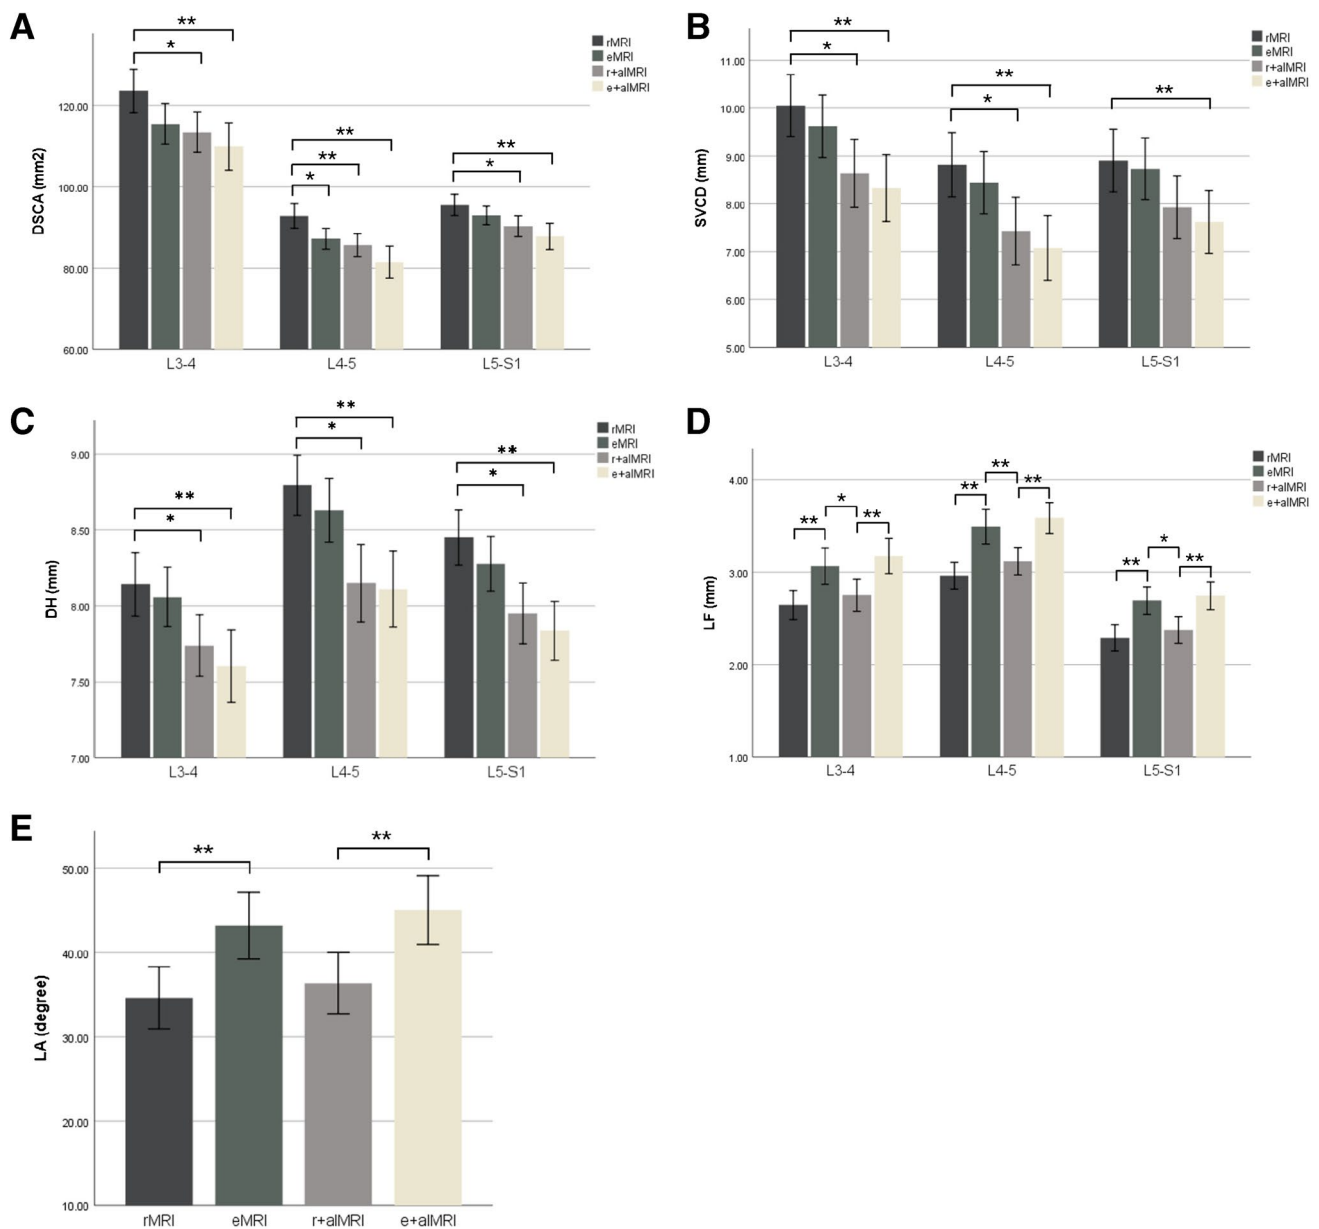 A
**
*
rMRI
eMRI
r+alMRI
e+alMRI
120.00
100.00
80.00
60.00
DSCA (mm2)
**
**
*
**
*
L3-4 L4-5 L5-S1
B
**
*
rMRI
eMRI
r+alMRI
e+alMRI
11.00
10.00
9.00
8.00
7.00
6.00
5.00
SVCD (mm)
**
*
**
L3-4 L4-5 L5-S1
C
**
*
rMRI
eMRI
r+alMRI
e+alMRI
9.00
8.50
8.00
7.50
7.00
DH (mm)
**
*
**
*
L3-4 L4-5 L5-S1
D
rMRI
eMRI
r+alMRI
e+alMRI
4.00
3.00
2.00
1.00
LF (mm)
** * **
** ** **
** * **
L3-4 L4-5 L5-S1
E
** **
50.00
40.00
30.00
20.00
10.00
LA (degree)
rMRI eMRI r+alMRI e+alMRI